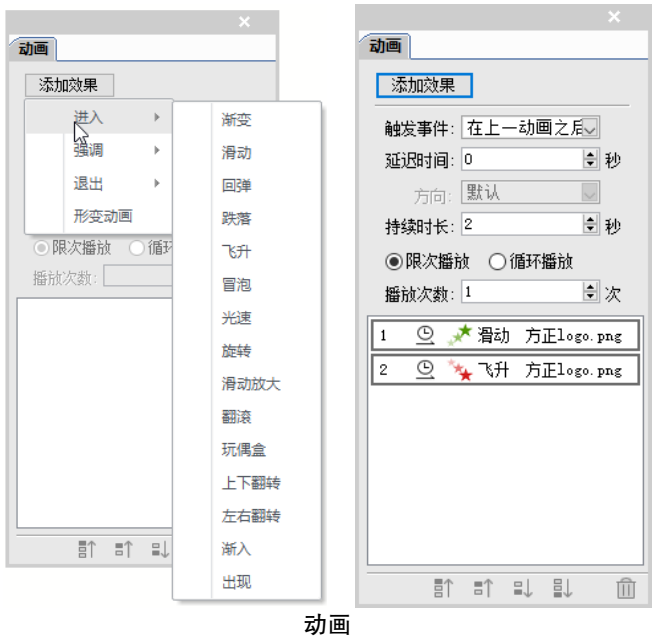 动画
添加效果
进入
强调
退出
形变动画
限次播放
播放次数:
渐变
滑动
回弹
跌落
飞升
冒泡
光速
旋转
滑动放大
翻滚
玩偶盒
上下翻转
左右翻转
渐入
出现
动画
添加效果
触发事件: 在上一动画之后
延迟时间: 0 秒
方向: 默认
持续时长: 2 秒
限次播放 循环播放
播放次数: 1 次
1 滑动 方正logo.png
2 飞升 方正logo.png
动画